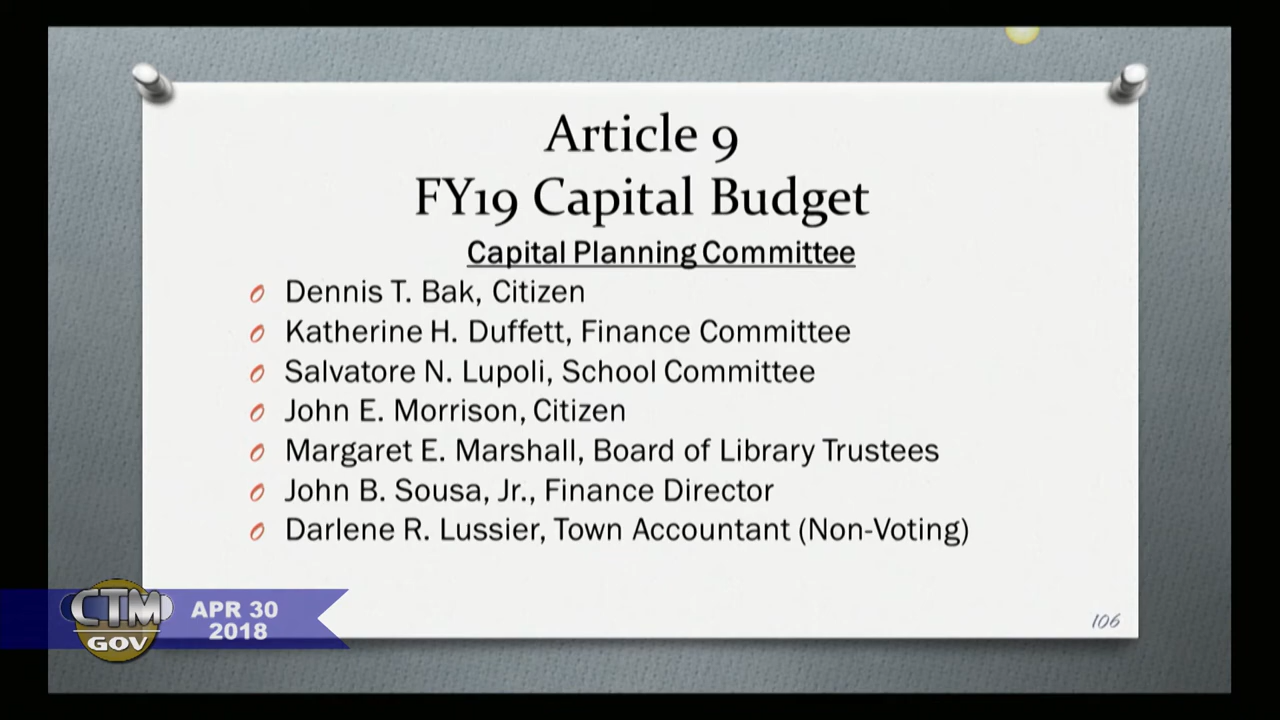 Article 9
FY19 Capital Budget
Capital Planning Committee
Dennis T. Bak, Citizen
Katherine H. Duffett, Finance Committee
Salvatore N. Lupoli, School Committee
John E. Morrison, Citizen
Margaret E. Marshall, Board of Library Trustees
John B. Sousa, Jr., Finance Director
Darlene R. Lussier, Town Accountant (Non-Voting)
106
CTM
GOV
APR 30
2018